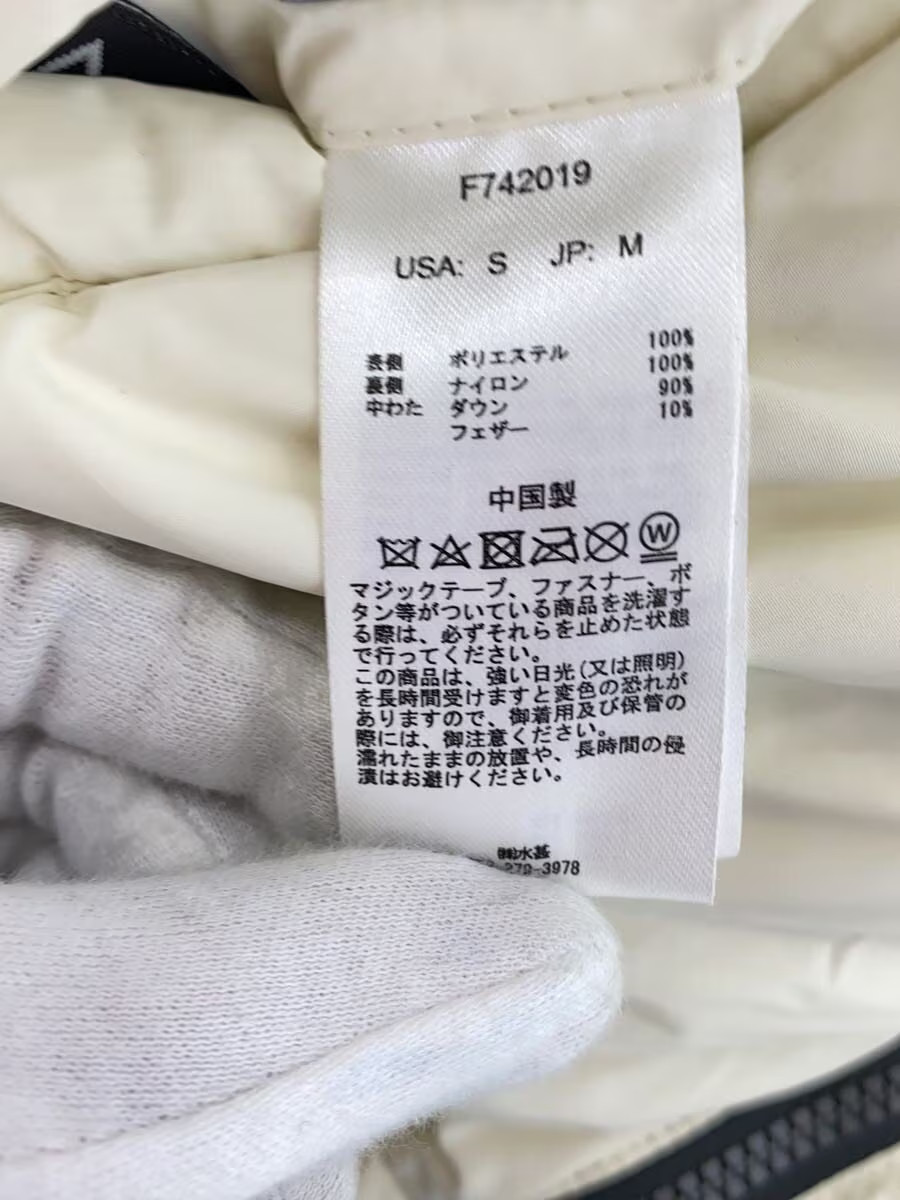 F742019
USA: S JP: M
表側 ポリエステル 100%
裏側 ナイロン 100%
中わた ダウン 90%
フェザー 10%
中国製
W
マジックテープ、ファスナー、ボ
タン等がついている商品を洗濯す
る際は、必ずそれらを止めた状態
で行ってください。
この商品は、強い日光(又は照明)
を長時間受けますと変色の恐れが
ありますので、御着用及び保管の
際には、御注意ください。
濡れたままの放置や、長時間の浸
漬はお避けください。
㈱水甚
279-3978